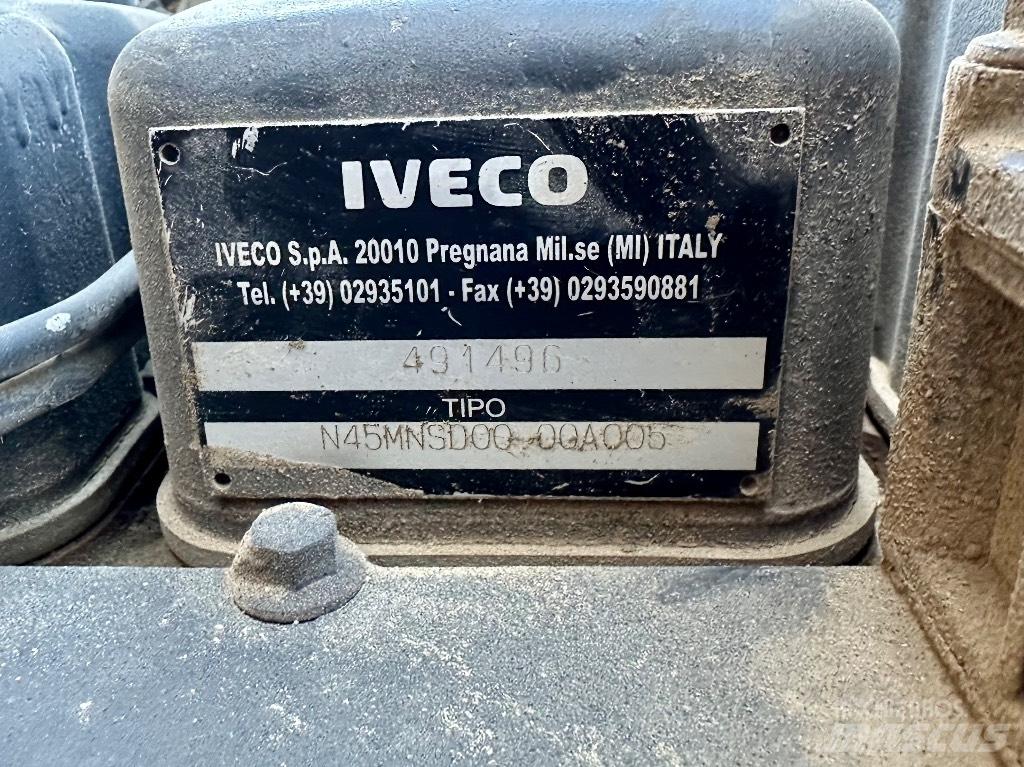 IVECO
IVECO S.p.A. 20010 Pregnana Mil.se (MI) ITALY
Tel. (+39) 02935101 - Fax (+39) 0293590881
491496
TIPO
N45MNSD00 00A005